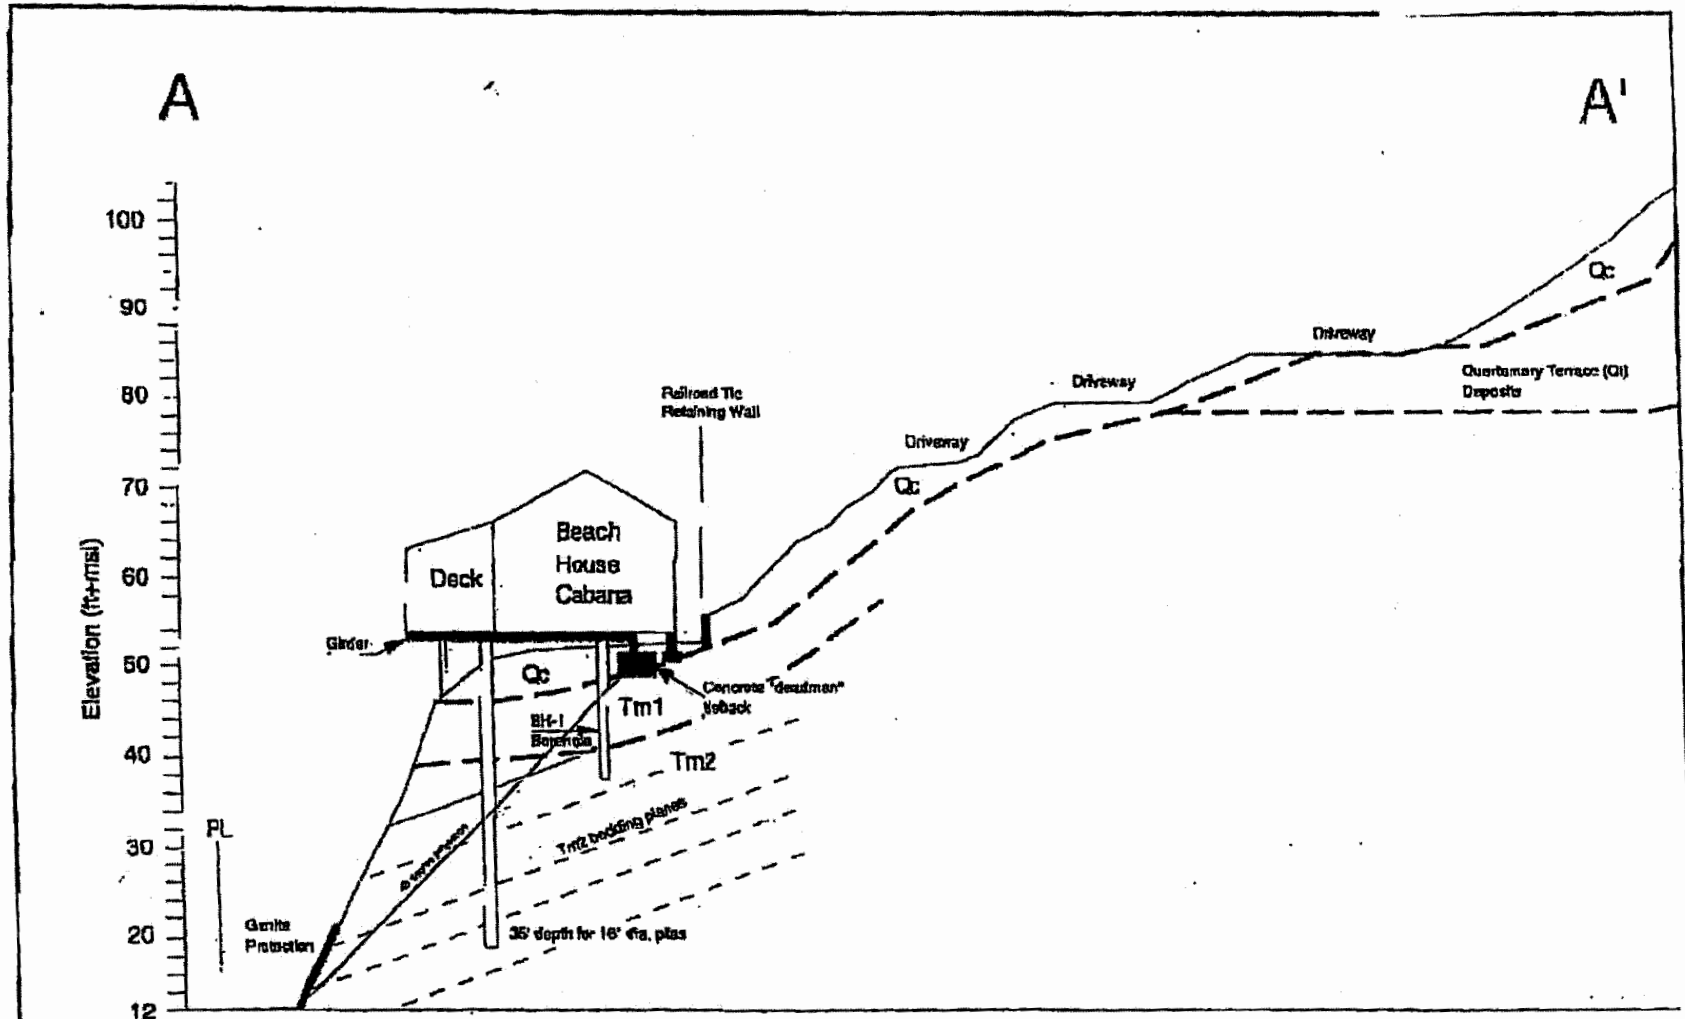 A
A'
100
90
80
70
60
50
40
30
20
12
Elevation (ft+msl)
Qc
Driveway
Quarternary Terrace (Qt)
Deposits
Driveway
Railroad Tie
Retaining Wall
Driveway
Qc
Beach
House
Cabana
Deck
Girder
Qc
Concrete "deadman"
tieback
Tm1
BH-1
Borehole
Tm2
Tm2 bedding planes
PL
Gunite
Protection
35' depth for 16" dia. piles